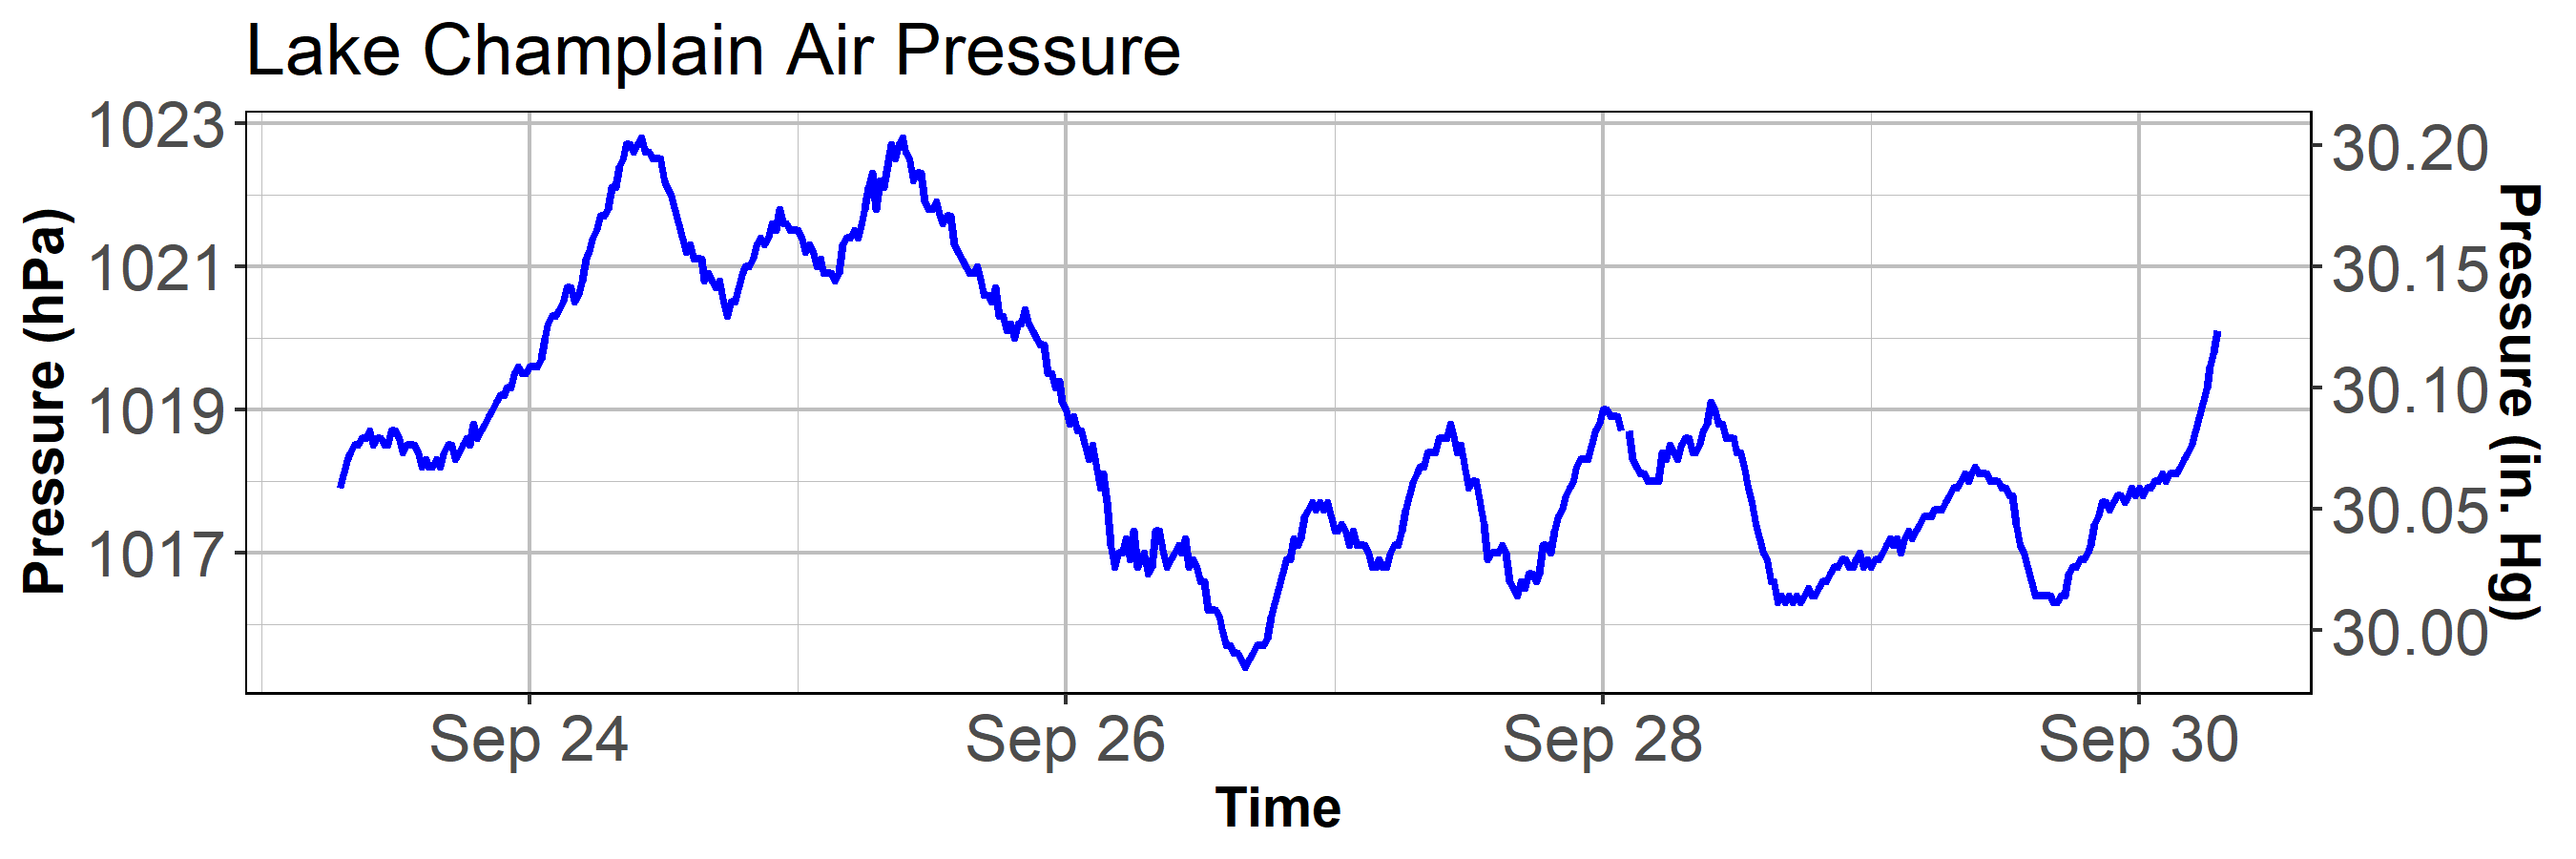 Lake Champlain Air Pressure
Pressure (hPa)
1023
1021
1019
1017
30.20
30.15
30.10
30.05
30.00
Pressure (in. Hg)
Sep 24
Sep 26
Sep 28
Sep 30
Time